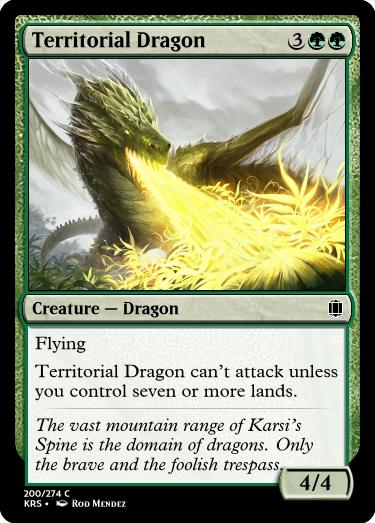 Territorial Dragon 3
Creature — Dragon
Flying
Territorial Dragon can't attack unless
you control seven or more lands.
The vast mountain range of Karsi's
Spine is the domain of dragons. Only
the brave and the foolish trespass.
4/4
200/274 C
KRS • Rod Mendez